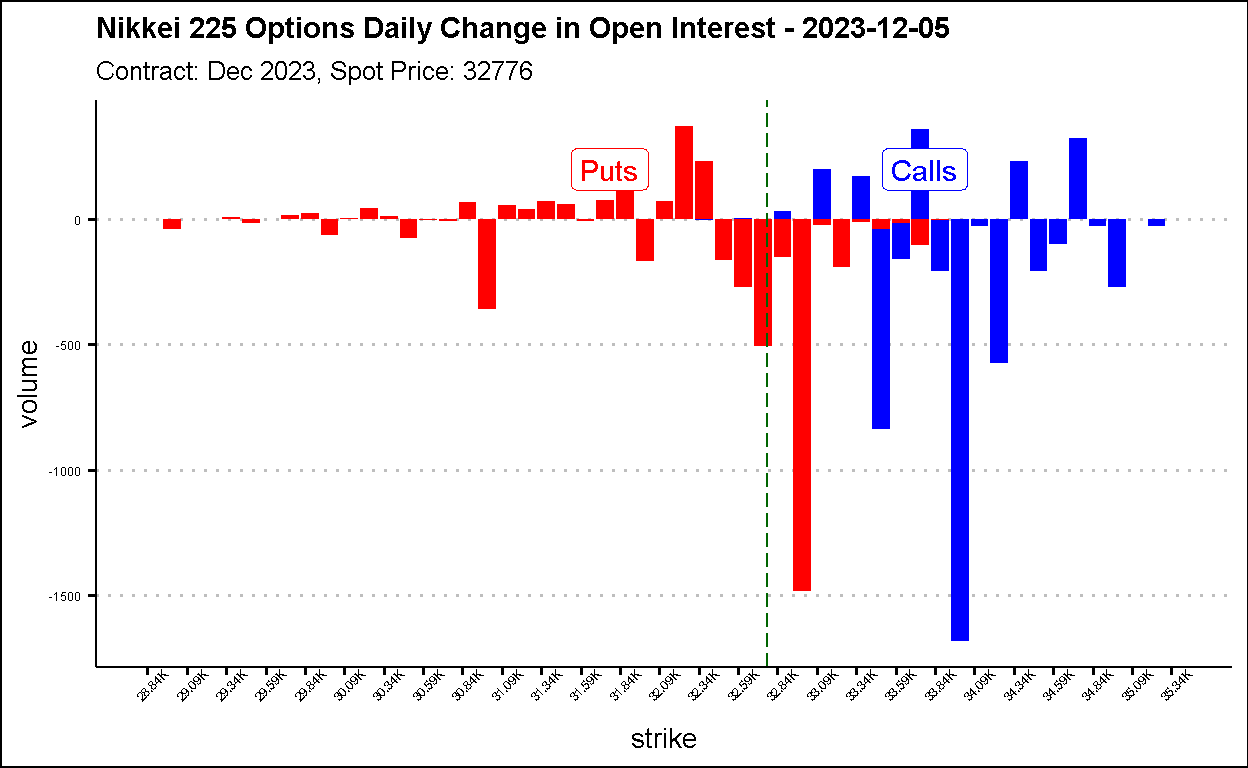 Nikkei 225 Options Daily Change in Open Interest - 2023-12-05
Contract: Dec 2023, Spot Price: 32776
Puts
Calls
0
-500
-1000
-1500
volume
28.84K
29.09K
29.34K
29.59K
29.84K
30.09K
30.34K
30.59K
30.84K
31.09K
31.34K
31.59K
31.84K
32.09K
32.34K
32.59K
32.84K
33.09K
33.34K
33.59K
33.84K
34.09K
34.34K
34.59K
34.84K
35.09K
35.34K
strike